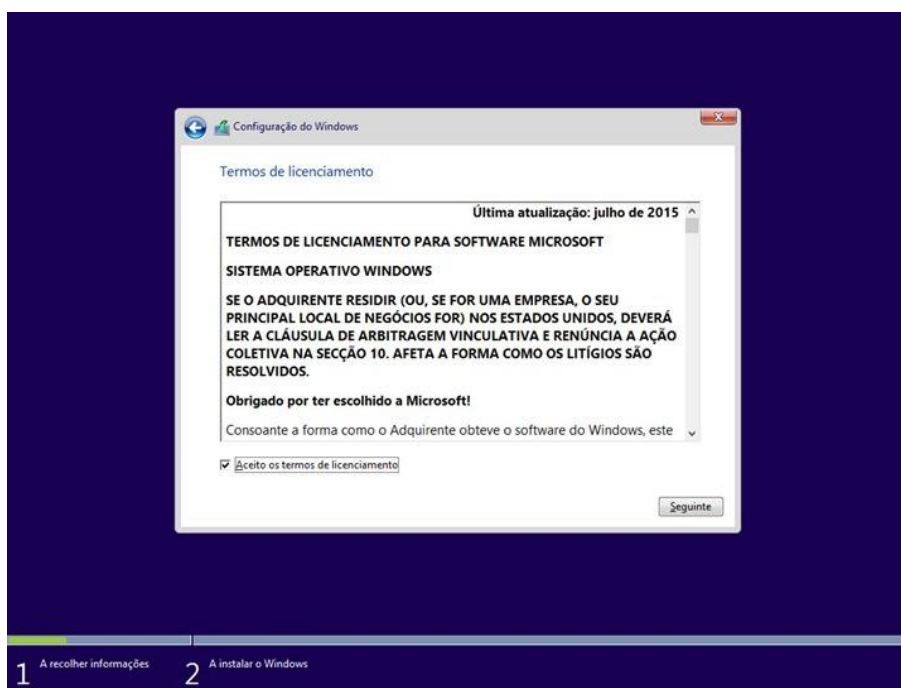 Configuração do Windows
Termos de licenciamento
Última atualização: julho de 2015
TERMOS DE LICENCIAMENTO PARA SOFTWARE MICROSOFT
SISTEMA OPERATIVO WINDOWS
SE O ADQUIRENTE RESIDIR (OU, SE FOR UMA EMPRESA, O SEU
PRINCIPAL LOCAL DE NEGÓCIOS FOR) NOS ESTADOS UNIDOS, DEVERÁ
LER A CLÁUSULA DE ARBITRAGEM VINCULATIVA E RENÚNCIA A AÇÃO
COLETIVA NA SECÇÃO 10. AFETA A FORMA COMO OS LITÍGIOS SÃO
RESOLVIDOS.
Obrigado por ter escolhido a Microsoft!
Consoante a forma como o Adquirente obteve o software do Windows, este
Aceito os termos de licenciamento
Seguinte
1 A recolher informações
2 A instalar o Windows